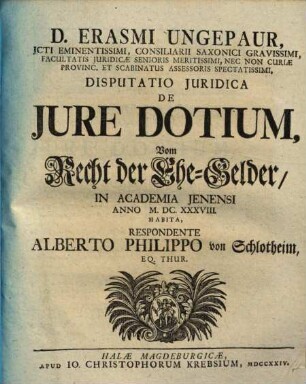 D. ERASMI UNGEPAUR,
JCTI EMINENTISSIMI, CONSILIARII SAXONICI GRAVISSIMI,
FACULTATIS JURIDICÆ SENIORIS MERITISSIMI, NEC NON CURIÆ
PROVINC. ET SCABINATUS ASSESSORIS SPECTATISSIMI,
DISPUTATIO JURIDICA
DE
JURE DOTIUM,
Vom
Recht der Ehe-Gelder/
IN ACADEMIA JENENSI
ANNO M. DC. XXXVIII.
HABITA,
RESPONDENTE
ALBERTO PHILIPPO von Schlotheim,
EQ. THUR.
HALÆ MAGDEBURGICÆ,
APUD IO. CHRISTOPHORUM KREBSIUM, MDCCXXIV.